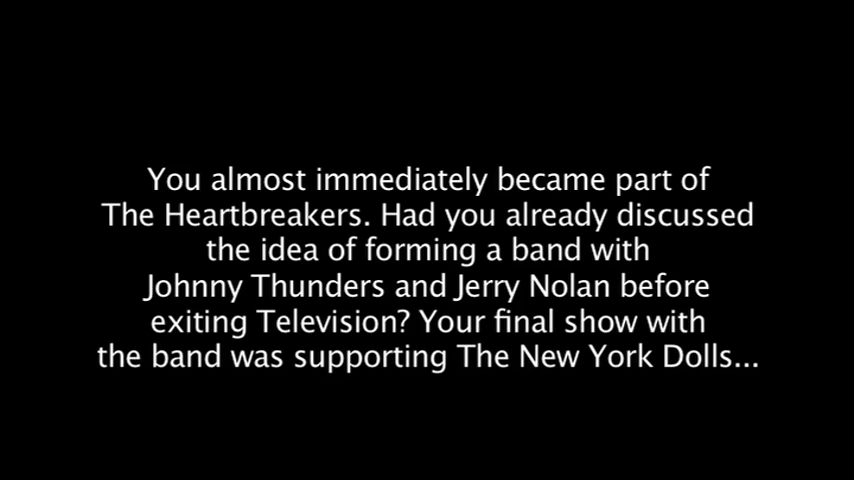 You almost immediately became part of
The Heartbreakers. Had you already discussed
the idea of forming a band with
Johnny Thunders and Jerry Nolan before
exiting Television? Your final show with
the band was supporting The New York Dolls...